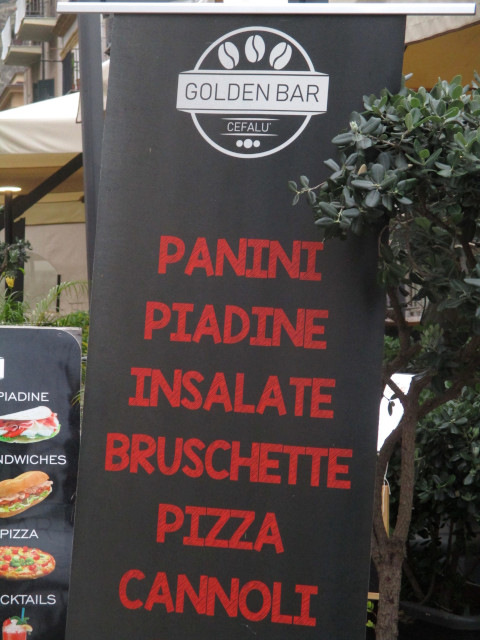 GOLDEN BAR
CEFALU'
PANINI
PIADINE
INSALATE
BRUSCHETTE
PIZZA
CANNOLI
PIADINE
NDWICHES
PIZZA
CKTAILS